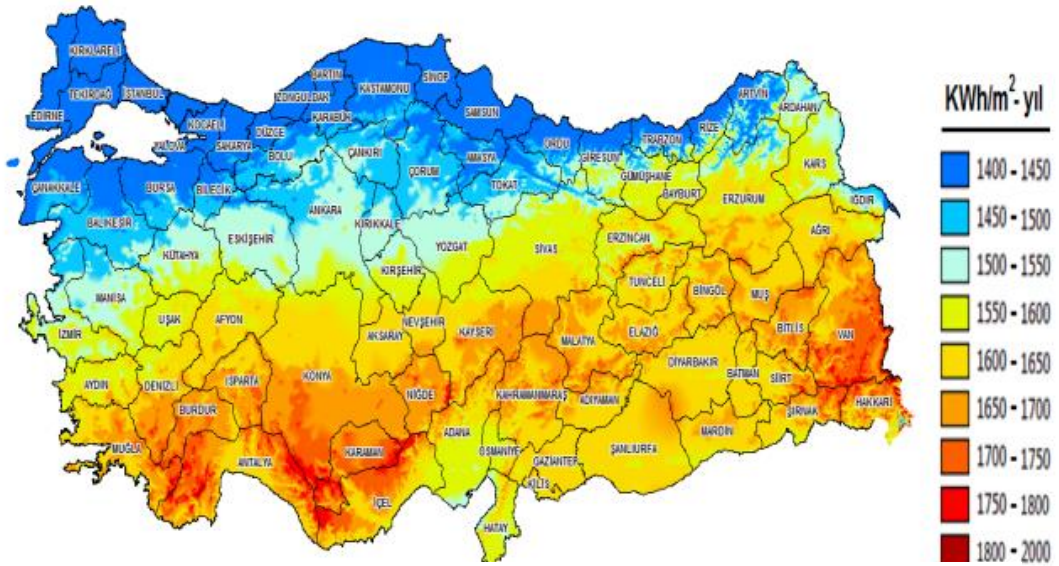 KIRKLARELİ
TEKİRDAĞ
İSTANBUL
EDİRNE
KOCAELİ
YALOVA
SAKARYA
DÜZCE
BOLU
ZONGULDAK
BARTIN
KARABÜK
KASTAMONU
SİNOP
SAMSUN
ÇANKIRI
ÇORUM
AMASYA
TOKAT
ORDU
GİRESUN
TRABZON
RİZE
ARTVİN
ARDAHAN
KARS
GÜMÜŞHANE
BAYBURT
ERZURUM
IĞDIR
AĞRI
ÇANAKKALE
BALIKESİR
BURSA
BİLECİK
ESKİŞEHİR
ANKARA
KIRIKKALE
YOZGAT
SİVAS
ERZİNCAN
TUNCELİ
BİNGÖL
MUŞ
KÜTAHYA
KIRŞEHİR
MANİSA
İZMİR
UŞAK
AFYON
AKSARAY
NEVŞEHİR
KAYSERİ
MALATYA
ELAZIĞ
BİTLİS
VAN
DİYARBAKIR
BATMAN
SİİRT
AYDIN
DENİZLİ
ISPARTA
BURDUR
KONYA
NİĞDE
KAHRAMANMARAŞ
ADIYAMAN
ŞIRNAK
HAKKARİ
MARDİN
ŞANLIURFA
MUĞLA
ANTALYA
KARAMAN
İÇEL
ADANA
OSMANİYE
GAZİANTEP
KİLİS
HATAY
KWh/m²-yıl
1400 - 1450
1450 - 1500
1500 - 1550
1550 - 1600
1600 - 1650
1650 - 1700
1700 - 1750
1750 - 1800
1800 - 2000